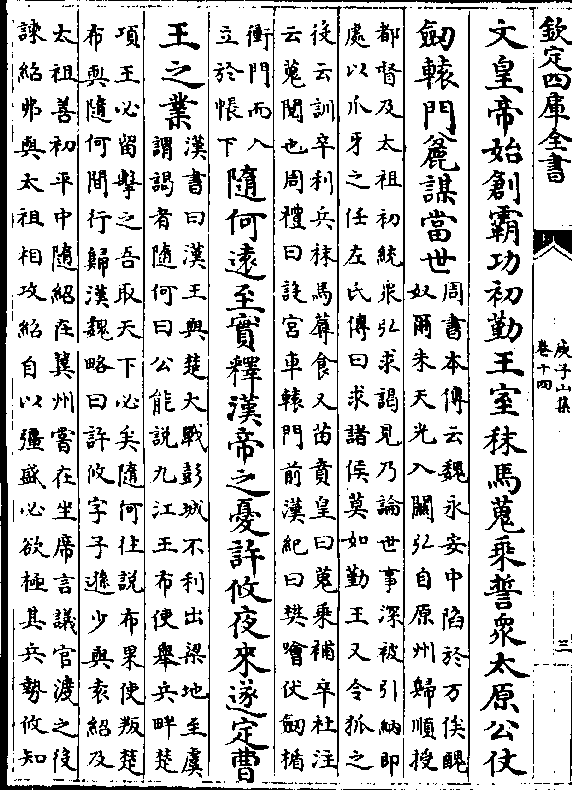 欽定四庫全書
庾子山集
卷十四
三
文皇帝始創霸功初勤王室秣馬蒐乘誓衆太原公仗
劒轅門叅謀當世
周書本傳云魏永安中陷於万俟醜
奴爾朱天光入關弘自原州歸順授
都督及太祖初統衆弘求謁見乃論世事深被引納即
處以爪牙之任左氏傳曰求諸侯莫如勤王又令狐之
役云訓卒利兵秣馬蓐食又苗賁皇曰蒐乘補卒杜注
云蒐閱也周禮曰設宮車轅門前漢紀曰樊噲伏劒楯
衝門而入
立於帳下
隨何遠至實釋漢帝之憂許攸夜來遂定曹
王之業
漢書曰漢王與楚大戰彭城不利出梁地至虞
謂謁者隨何曰公能說九江王布使舉兵畔楚
項王必留擊之吾取天下必矣隨何往說布果使叛楚
布與隨何間行歸漢魏略曰許攸字子遠少與袁紹及
太祖善初平中隨紹在冀州嘗在坐席言議官渡之役
諫紹弗與太祖相攻紹自以彊盛必欲極其兵勢攸知